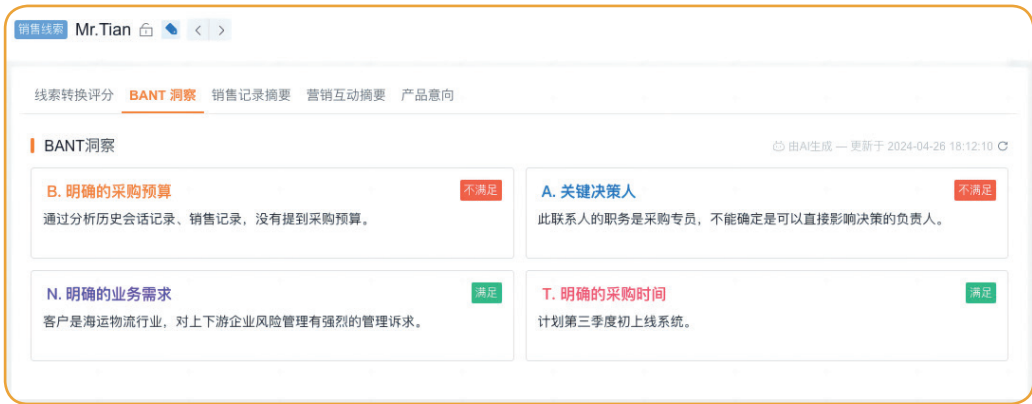 销售线索 Mr.Tian
线索转换评分 BANT 洞察 销售记录摘要 营销互动摘要 产品意向
BANT洞察
由AI生成 — 更新于 2024-04-26 18:12:10
B. 明确的采购预算 不满足
通过分析历史会话记录、销售记录，没有提到采购预算。
A. 关键决策人 不满足
此联系人的职务是采购专员，不能确定是可以直接影响决策的负责人。
N. 明确的业务需求 满足
客户是海运物流行业，对上下游企业风险管理有强烈的管理诉求。
T. 明确的采购时间 满足
计划第三季度初上线系统。